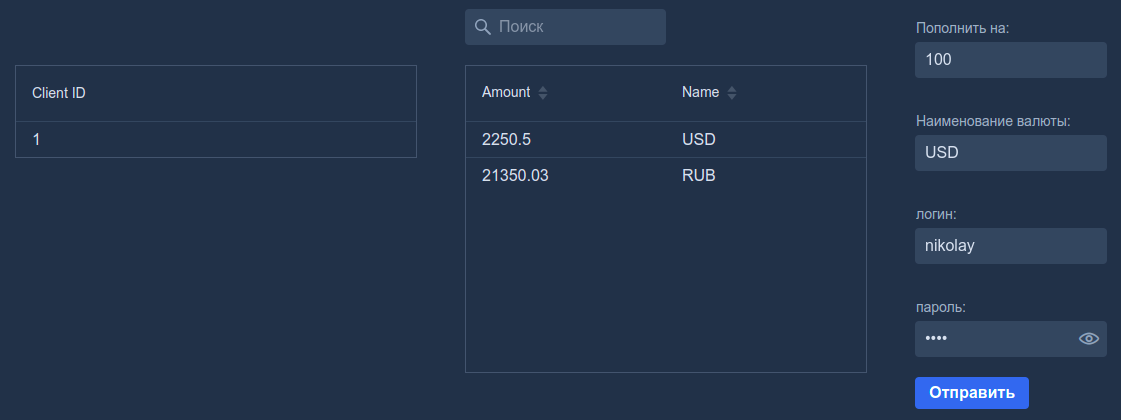 Поиск
Client ID
1
Amount Name
2250.5 USD
21350.03 RUB
Пополнить на:
100
Наименование валюты:
USD
логин:
nikolay
пароль:
••••
Отправить